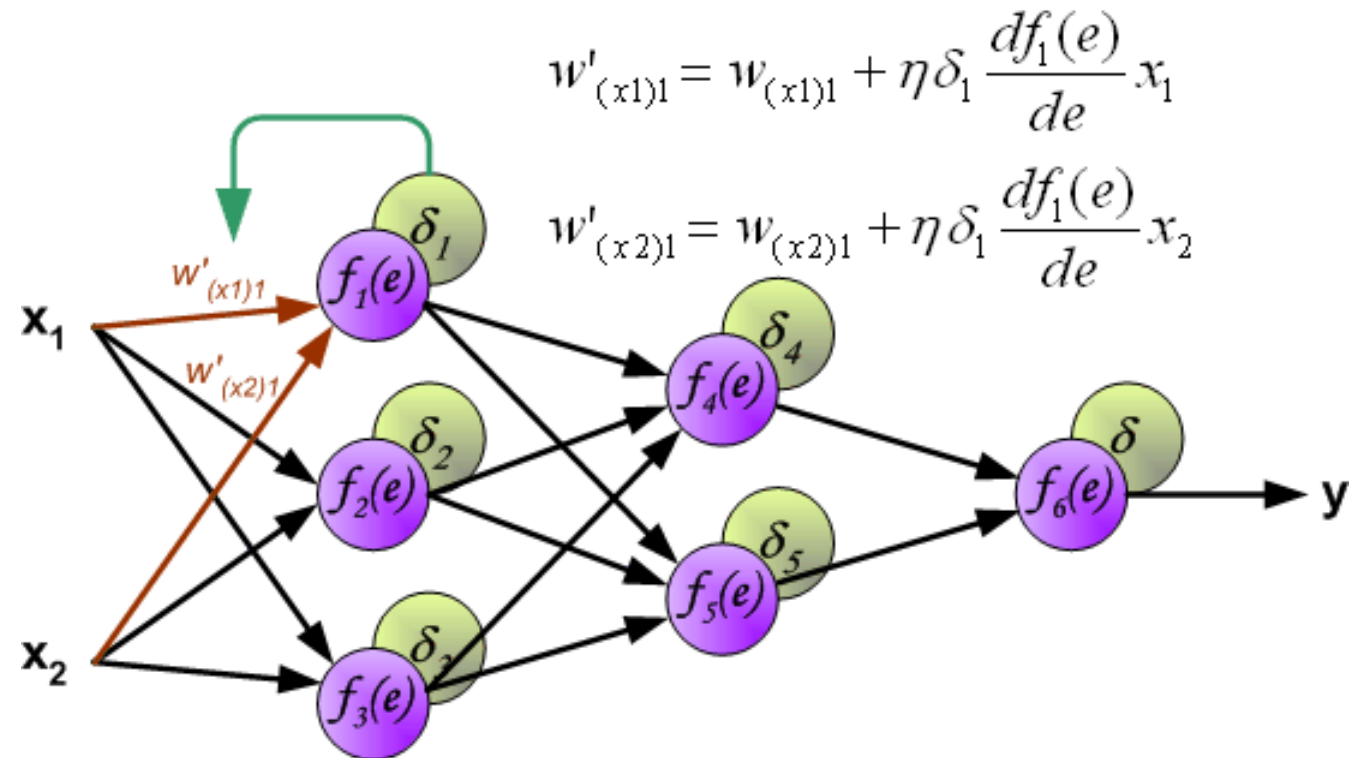 w'₍ₓ₁₎₁ = w₍ₓ₁₎₁ + ηδ₁ df₁(e)/de x₁
w'₍ₓ₂₎₁ = w₍ₓ₂₎₁ + ηδ₁ df₁(e)/de x₂
δ₁
f₁(e)
w'₍ₓ₁₎₁
x₁
w'₍ₓ₂₎₁
δ₄
f₄(e)
δ₂
f₂(e)
δ
f₆(e)
y
δ₅
f₅(e)
x₂
δ₃
f₃(e)